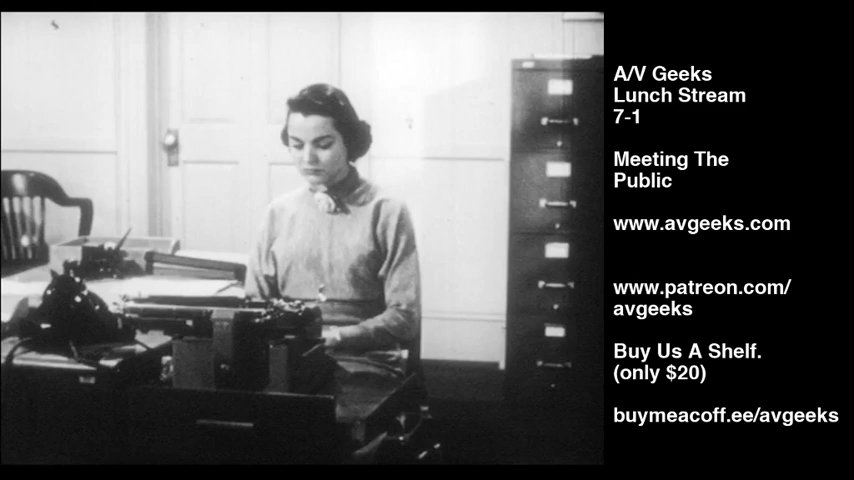 A/V Geeks
Lunch Stream
7-1
Meeting The
Public
www.avgeeks.com
www.patreon.com/
avgeeks
Buy Us A Shelf.
(only $20)
buymeacoff.ee/avgeeks